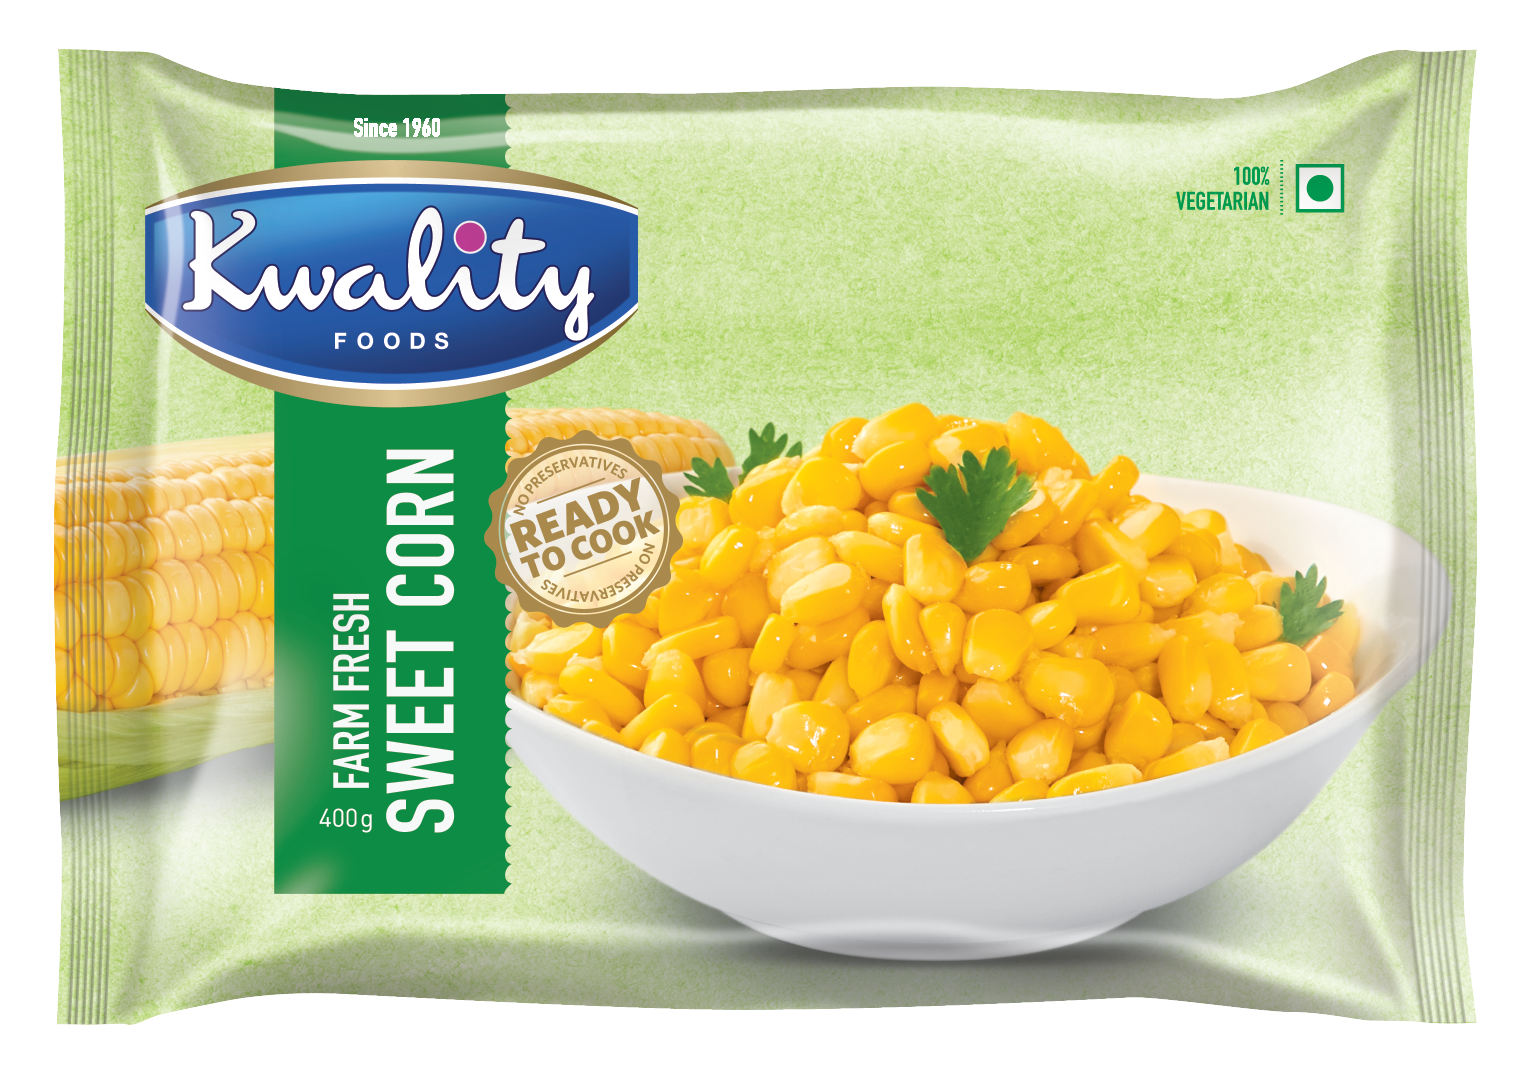 Since 1960
Kwality
FOODS
100%
VEGETARIAN
NO PRESERVATIVES
READY
TO COOK
NO PRESERVATIVES
FARM FRESH
SWEET CORN
400g